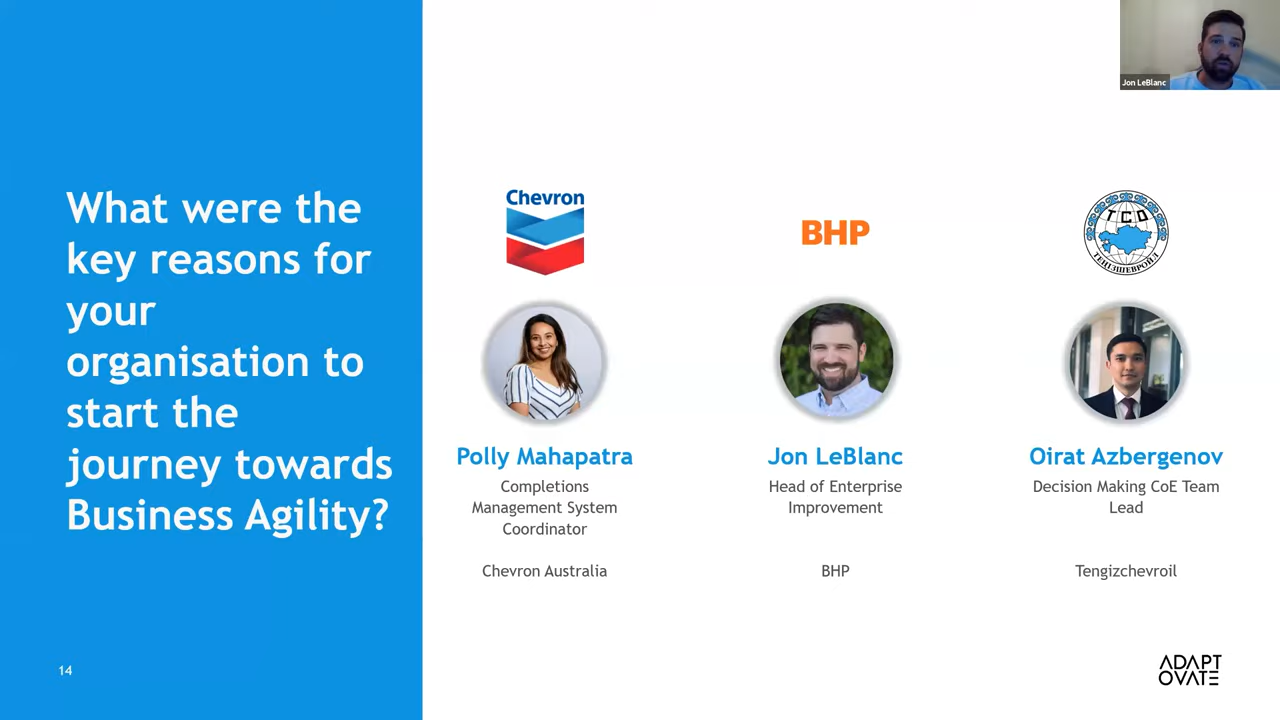 Jon LeBlanc
What were the
key reasons for
your
organisation to
start the
journey towards
Business Agility?
14
Chevron
Polly Mahapatra
Completions
Management System
Coordinator
Chevron Australia
BHP
Jon LeBlanc
Head of Enterprise
Improvement
BHP
TCO
ТЕҢІЗШЕВРОЙЛ
Oirat Azbergenov
Decision Making CoE Team
Lead
Tengizchevroil
ADAPT
OVATE